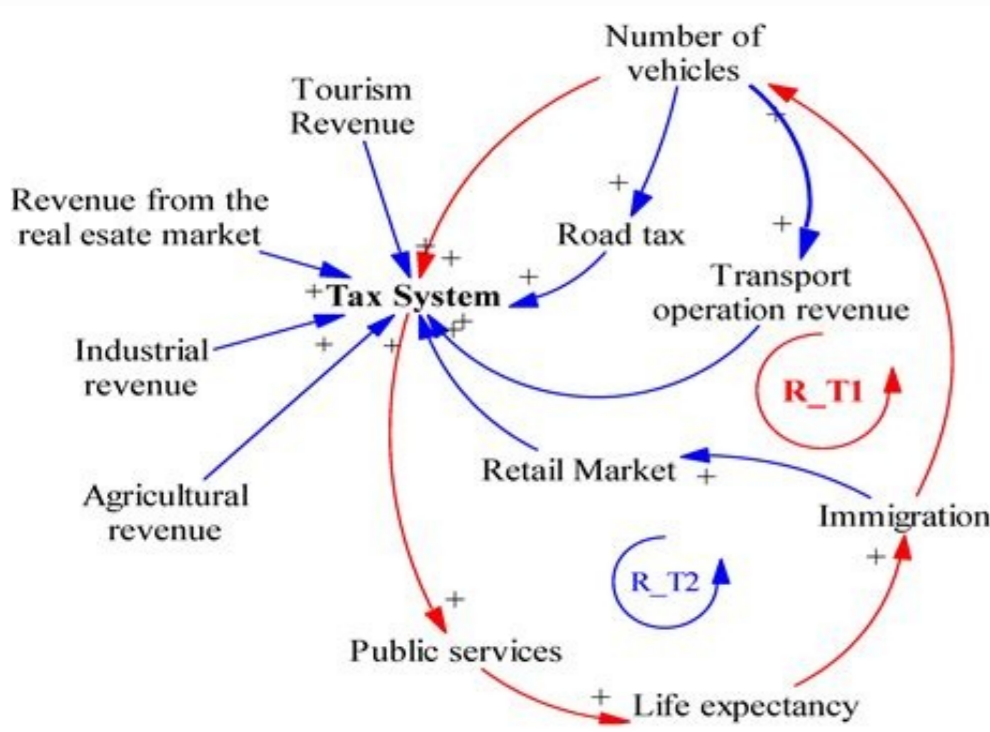 Number of
vehicles
Tourism
Revenue
Revenue from the
real esate market
Road tax
Transport
operation revenue
Tax System
Industrial
revenue
R_T1
Retail Market
Agricultural
revenue
Immigration
R_T2
Public services
Life expectancy